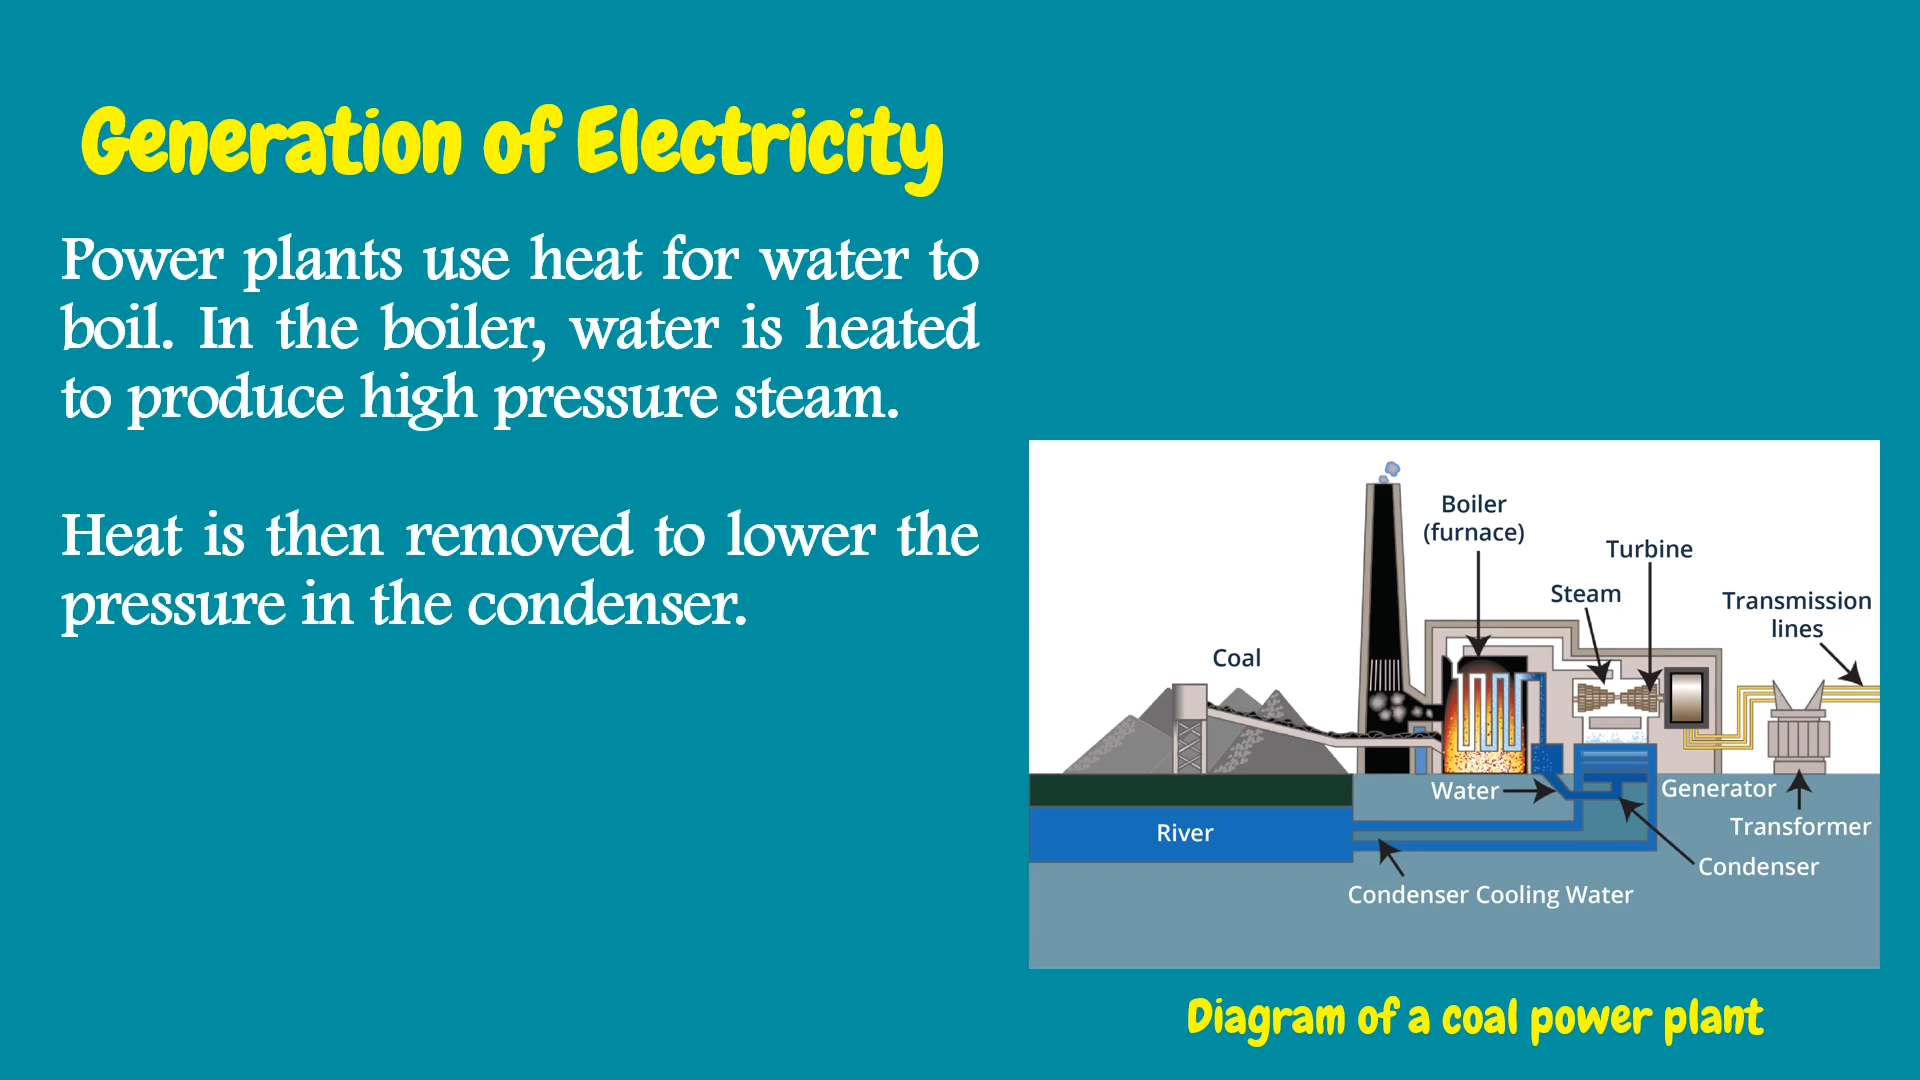 Generation of Electricity
Power plants use heat for water to
boil. In the boiler, water is heated
to produce high pressure steam.
Heat is then removed to lower the
pressure in the condenser.
Boiler
(furnace)
Turbine
Steam
Transmission
lines
Coal
Water
Generator
River
Transformer
Condenser
Condenser Cooling Water
Diagram of a coal power plant